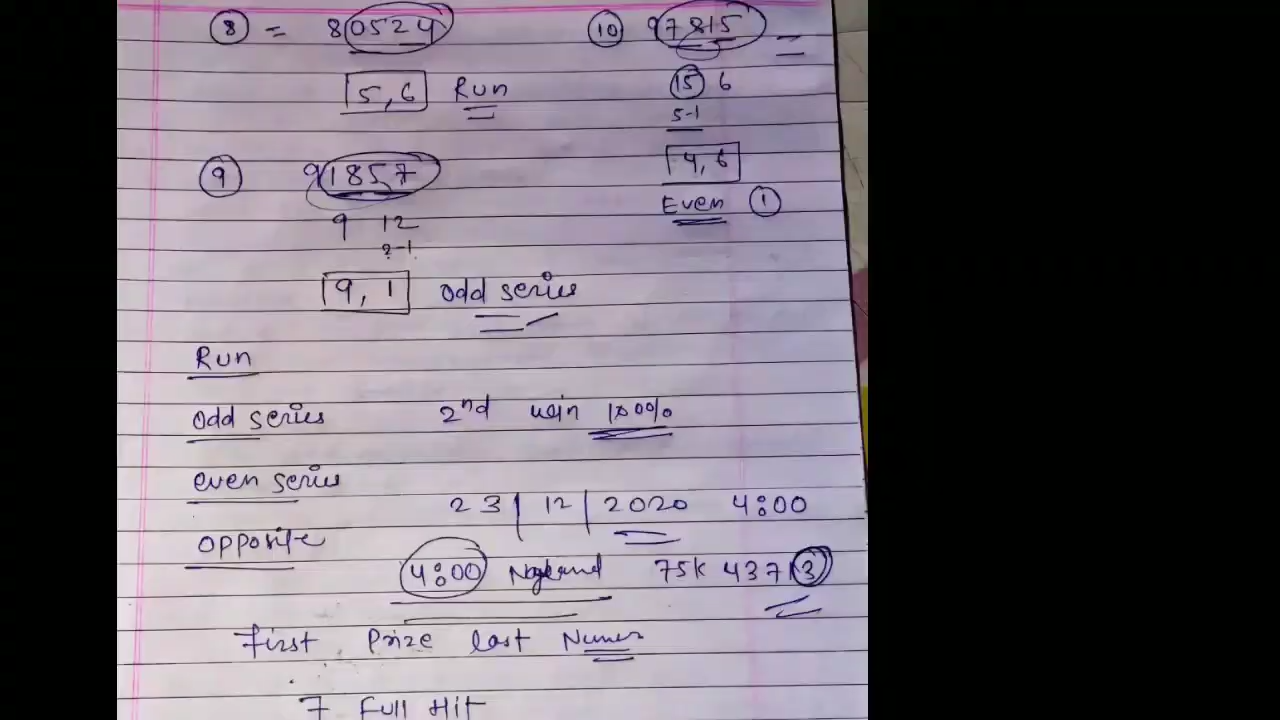 8 = 80524
5,6 Run
9 91857
9 12
2-1
9, 1 odd series
10 97815
15 6
5-1
4, 6
Even 1
Run
odd series 2nd win 100%
even series
23 | 12 | 2020 4:00
opposite
4:00 75k 43713
First Prize last
7 Full Hit